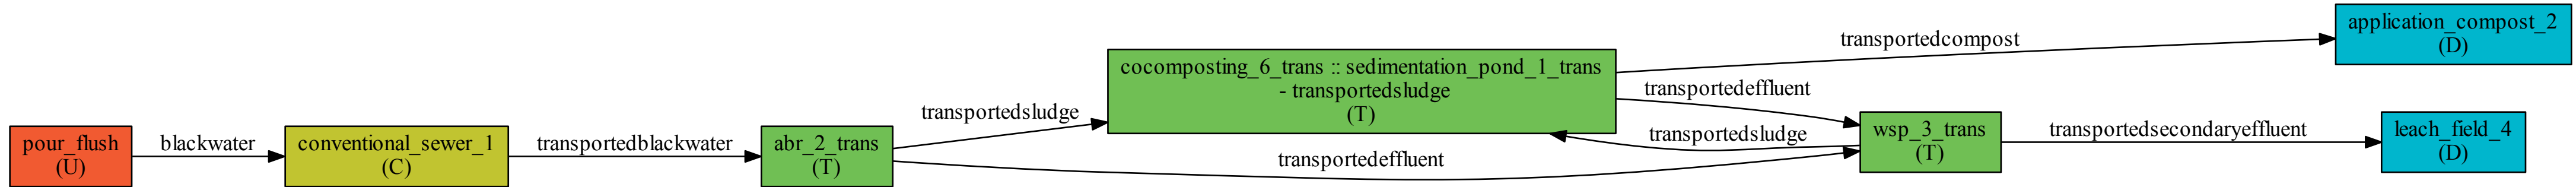 pour_flush
(U)
blackwater
conventional_sewer_1
(C)
transportedblackwater
abr_2_trans
(T)
transportedsludge
transportedeffluent
cocomposting_6_trans :: sedimentation_pond_1_trans
- transportedsludge
(T)
transportedcompost
transportedeffluent
transportedsludge
wsp_3_trans
(T)
transportedsecondaryeffluent
application_compost_2
(D)
leach_field_4
(D)